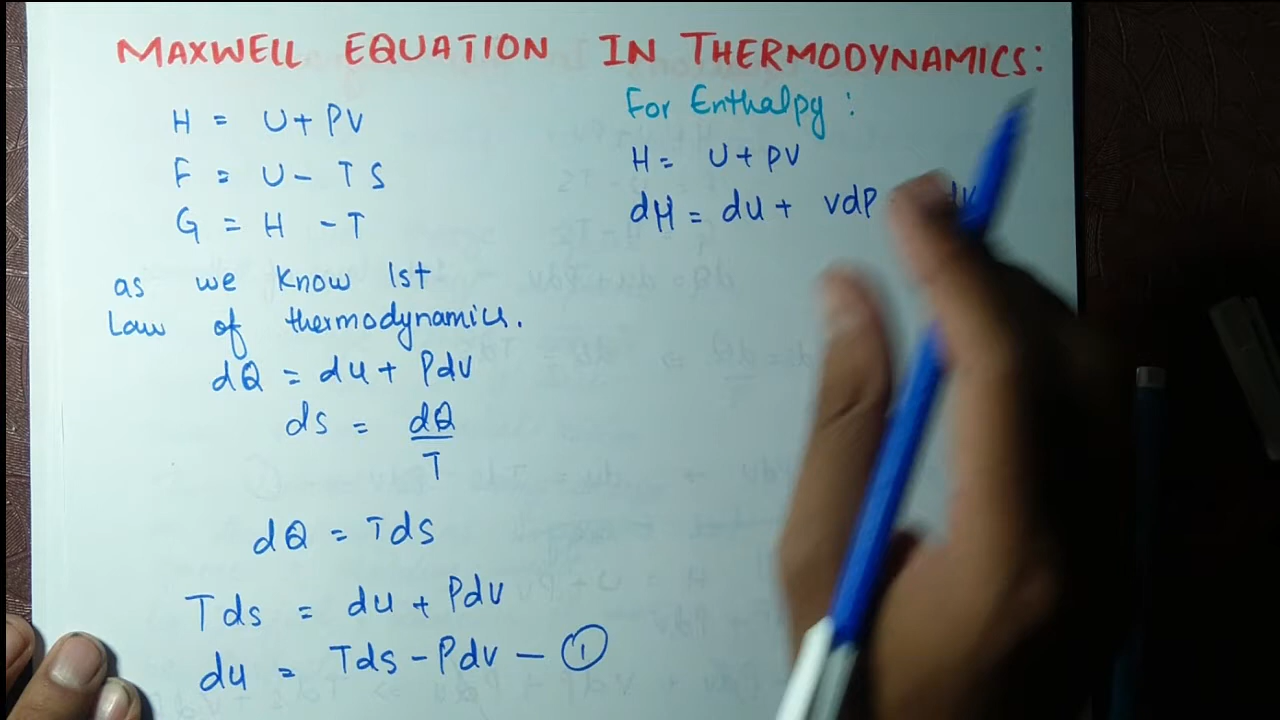 MAXWELL EQUATION IN THERMODYNAMICS:
H = U + PV
F = U - TS
G = H - T
as we know 1st
Law of thermodynamics.
dQ = du + Pdv
ds = dQ
T
dQ = Tds
Tds = du + Pdv
du = Tds - Pdv - ①
For Enthalpy :
H = U + PV
dH = du + vdP